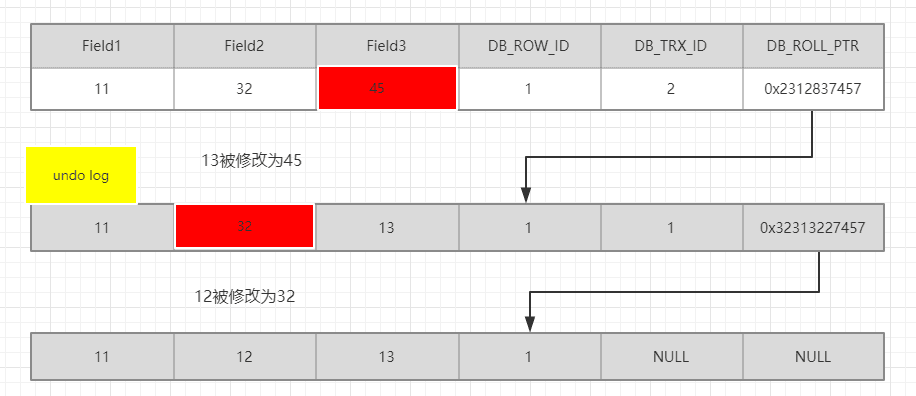 Field1 Field2 Field3 DB_ROW_ID DB_TRX_ID DB_ROLL_PTR
11 32 45 1 2 0x2312837457
13被修改为45
undo log
11 32 13 1 1 0x32313227457
12被修改为32
11 12 13 1 NULL NULL